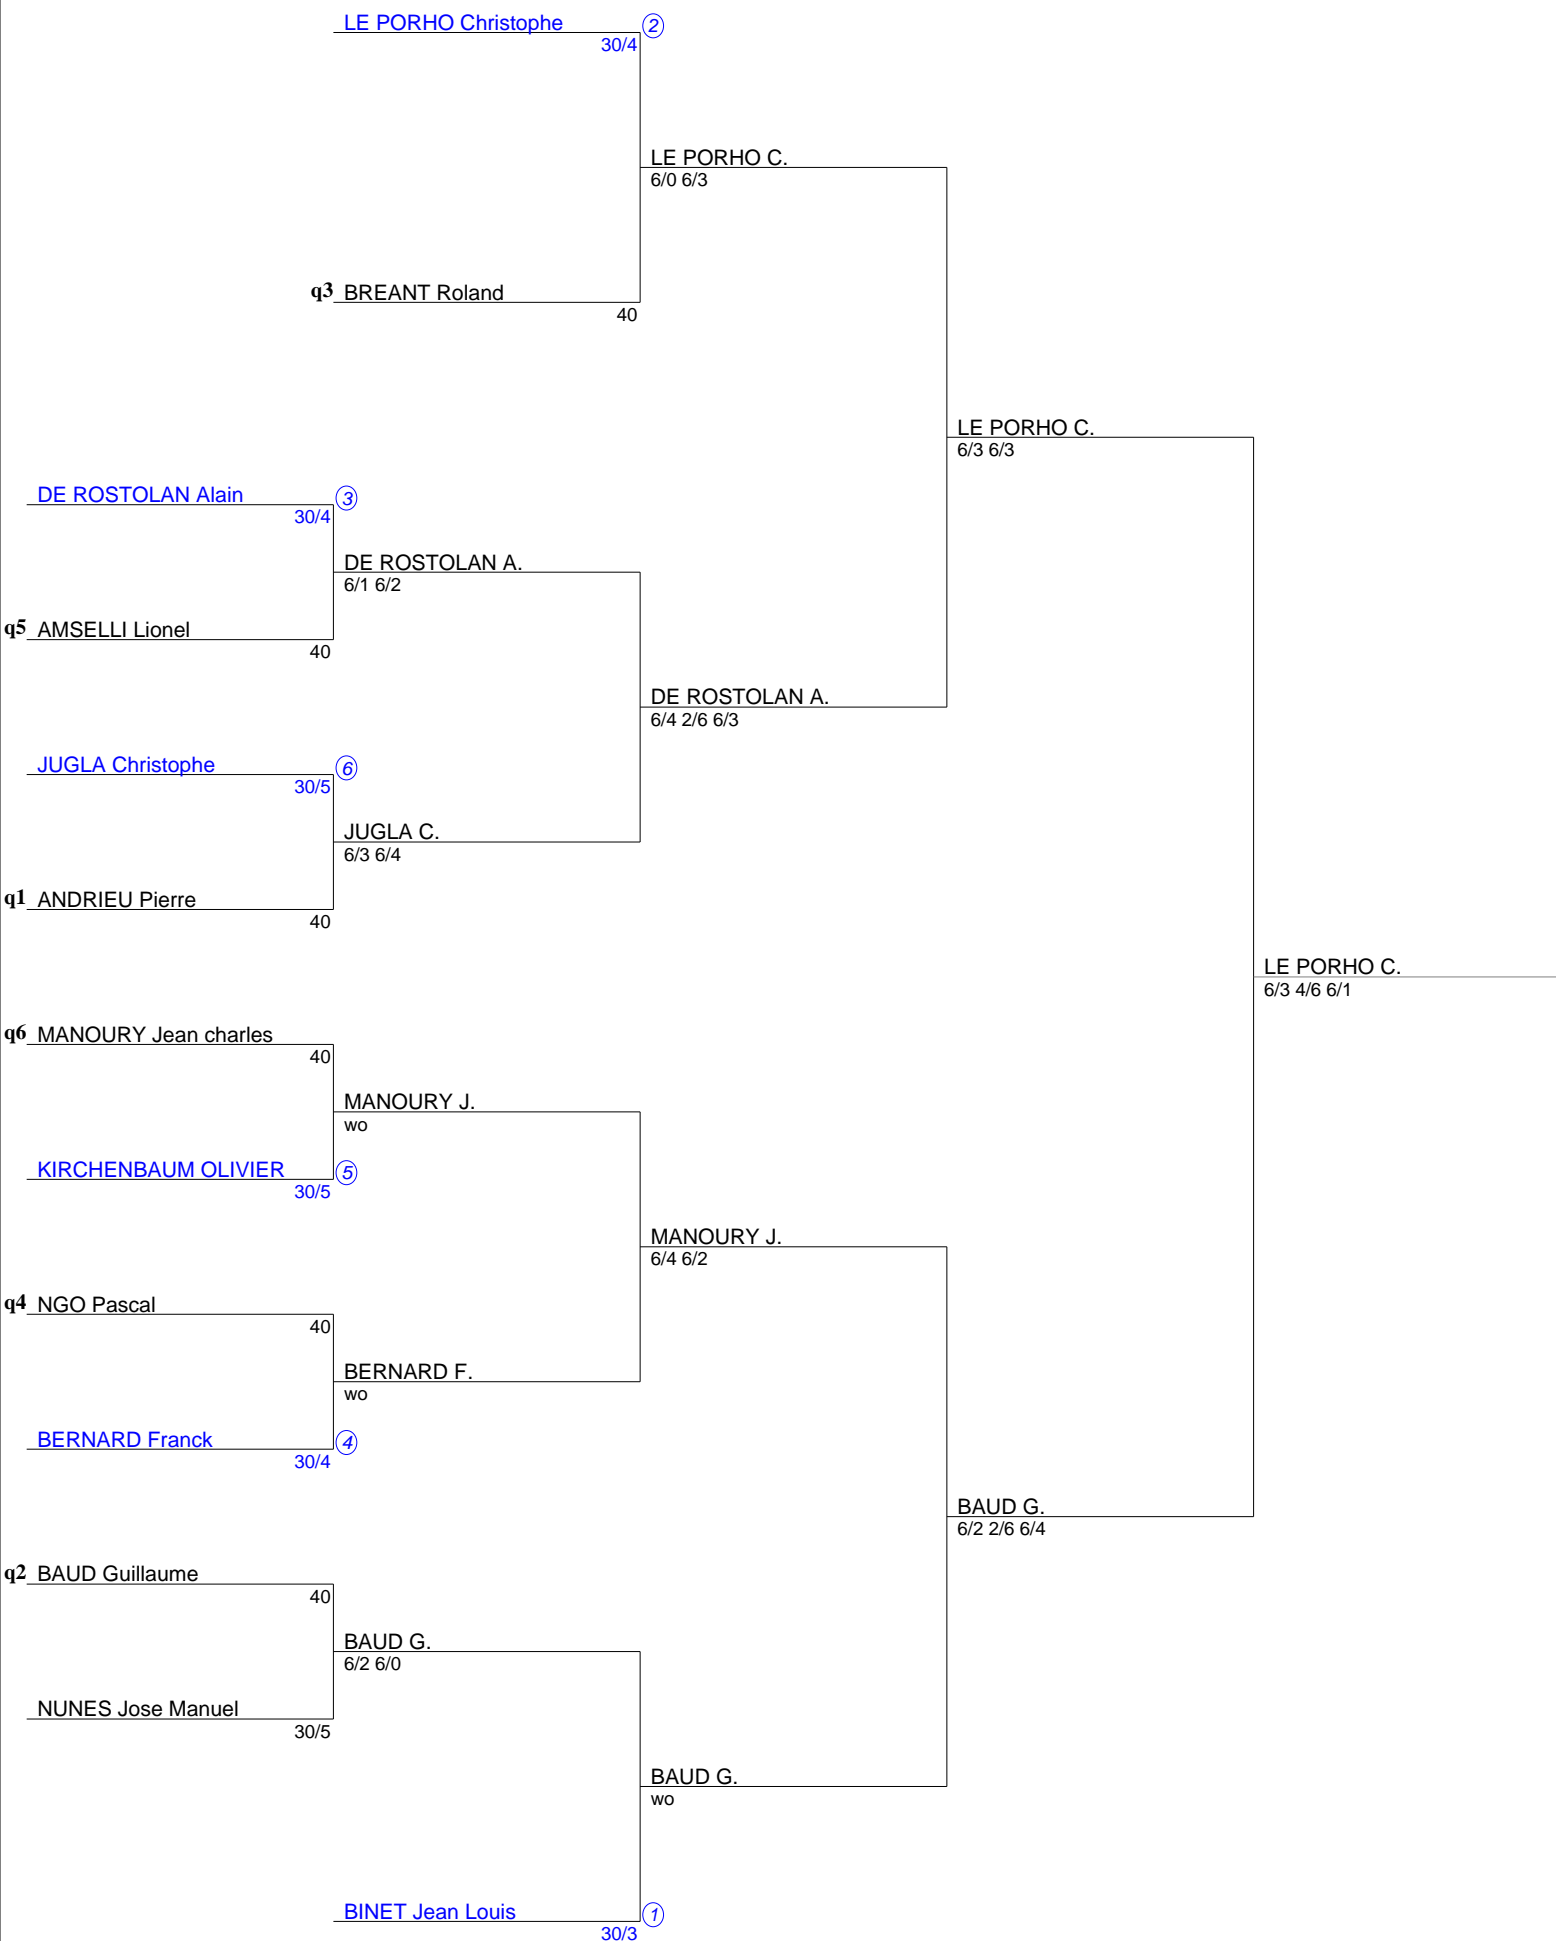 LE PORHO Christophe 2
30/4
LE PORHO C.
6/0 6/3
q3 BREANT Roland
40
LE PORHO C.
6/3 6/3
DE ROSTOLAN Alain 3
30/4
DE ROSTOLAN A.
6/1 6/2
q5 AMSELLI Lionel
40
DE ROSTOLAN A.
6/4 2/6 6/3
JUGLA Christophe 6
30/5
JUGLA C.
6/3 6/4
q1 ANDRIEU Pierre
40
LE PORHO C.
6/3 4/6 6/1
q6 MANOURY Jean charles
40
MANOURY J.
wo
KIRCHENBAUM OLIVIER 5
30/5
MANOURY J.
6/4 6/2
q4 NGO Pascal
40
BERNARD F.
wo
BERNARD Franck 4
30/4
BAUD G.
6/2 2/6 6/4
q2 BAUD Guillaume
40
BAUD G.
6/2 6/0
NUNES Jose Manuel
30/5
BAUD G.
wo
BINET Jean Louis 1
30/3